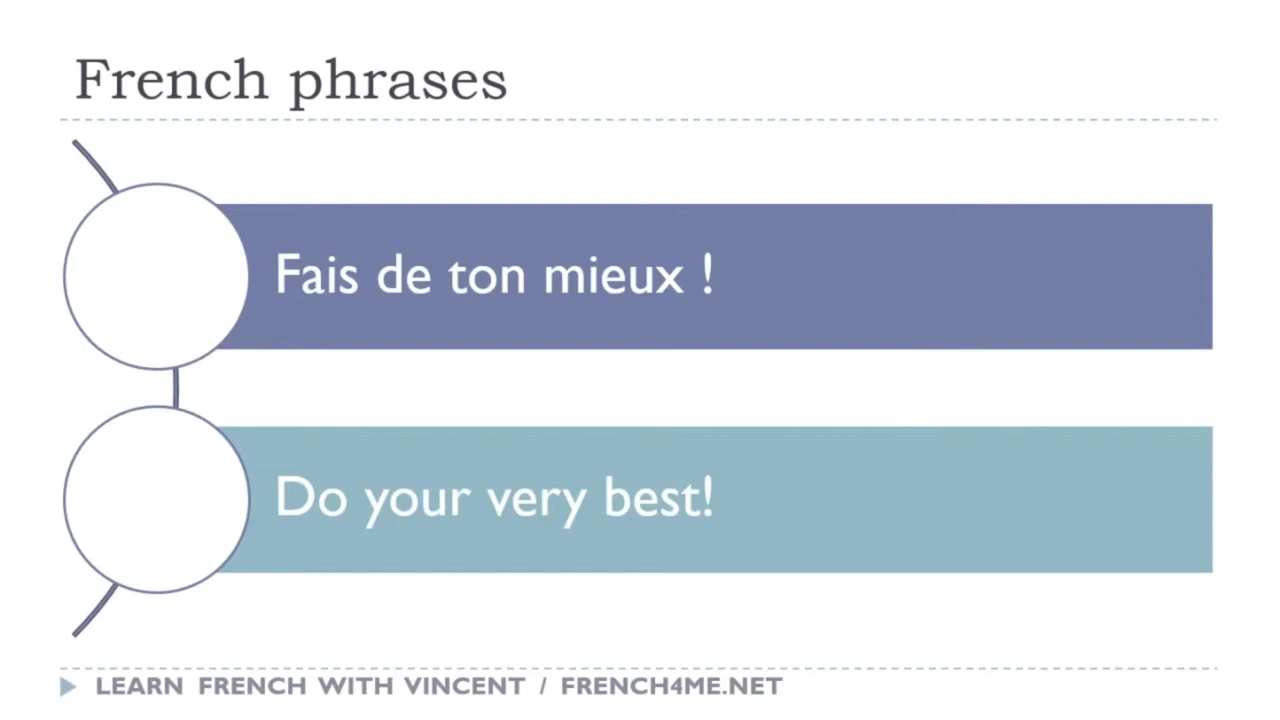 French phrases
Fais de ton mieux !
Do your very best!
LEARN FRENCH WITH VINCENT / FRENCH4ME.NET